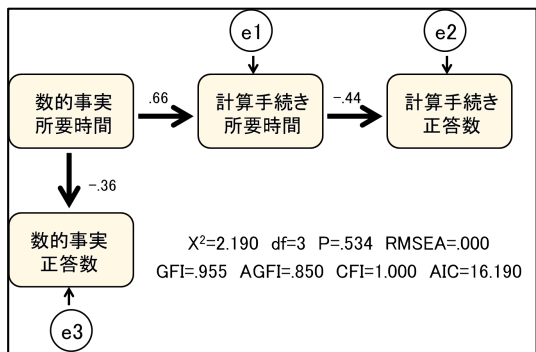 e1
e2
数的事実
所要時間
.66
計算手続き
所要時間
-.44
計算手続き
正答数
-.36
数的事実
正答数
X²=2.190 df=3 P=.534 RMSEA=.000
GFI=.955 AGFI=.850 CFI=1.000 AIC=16.190
e3